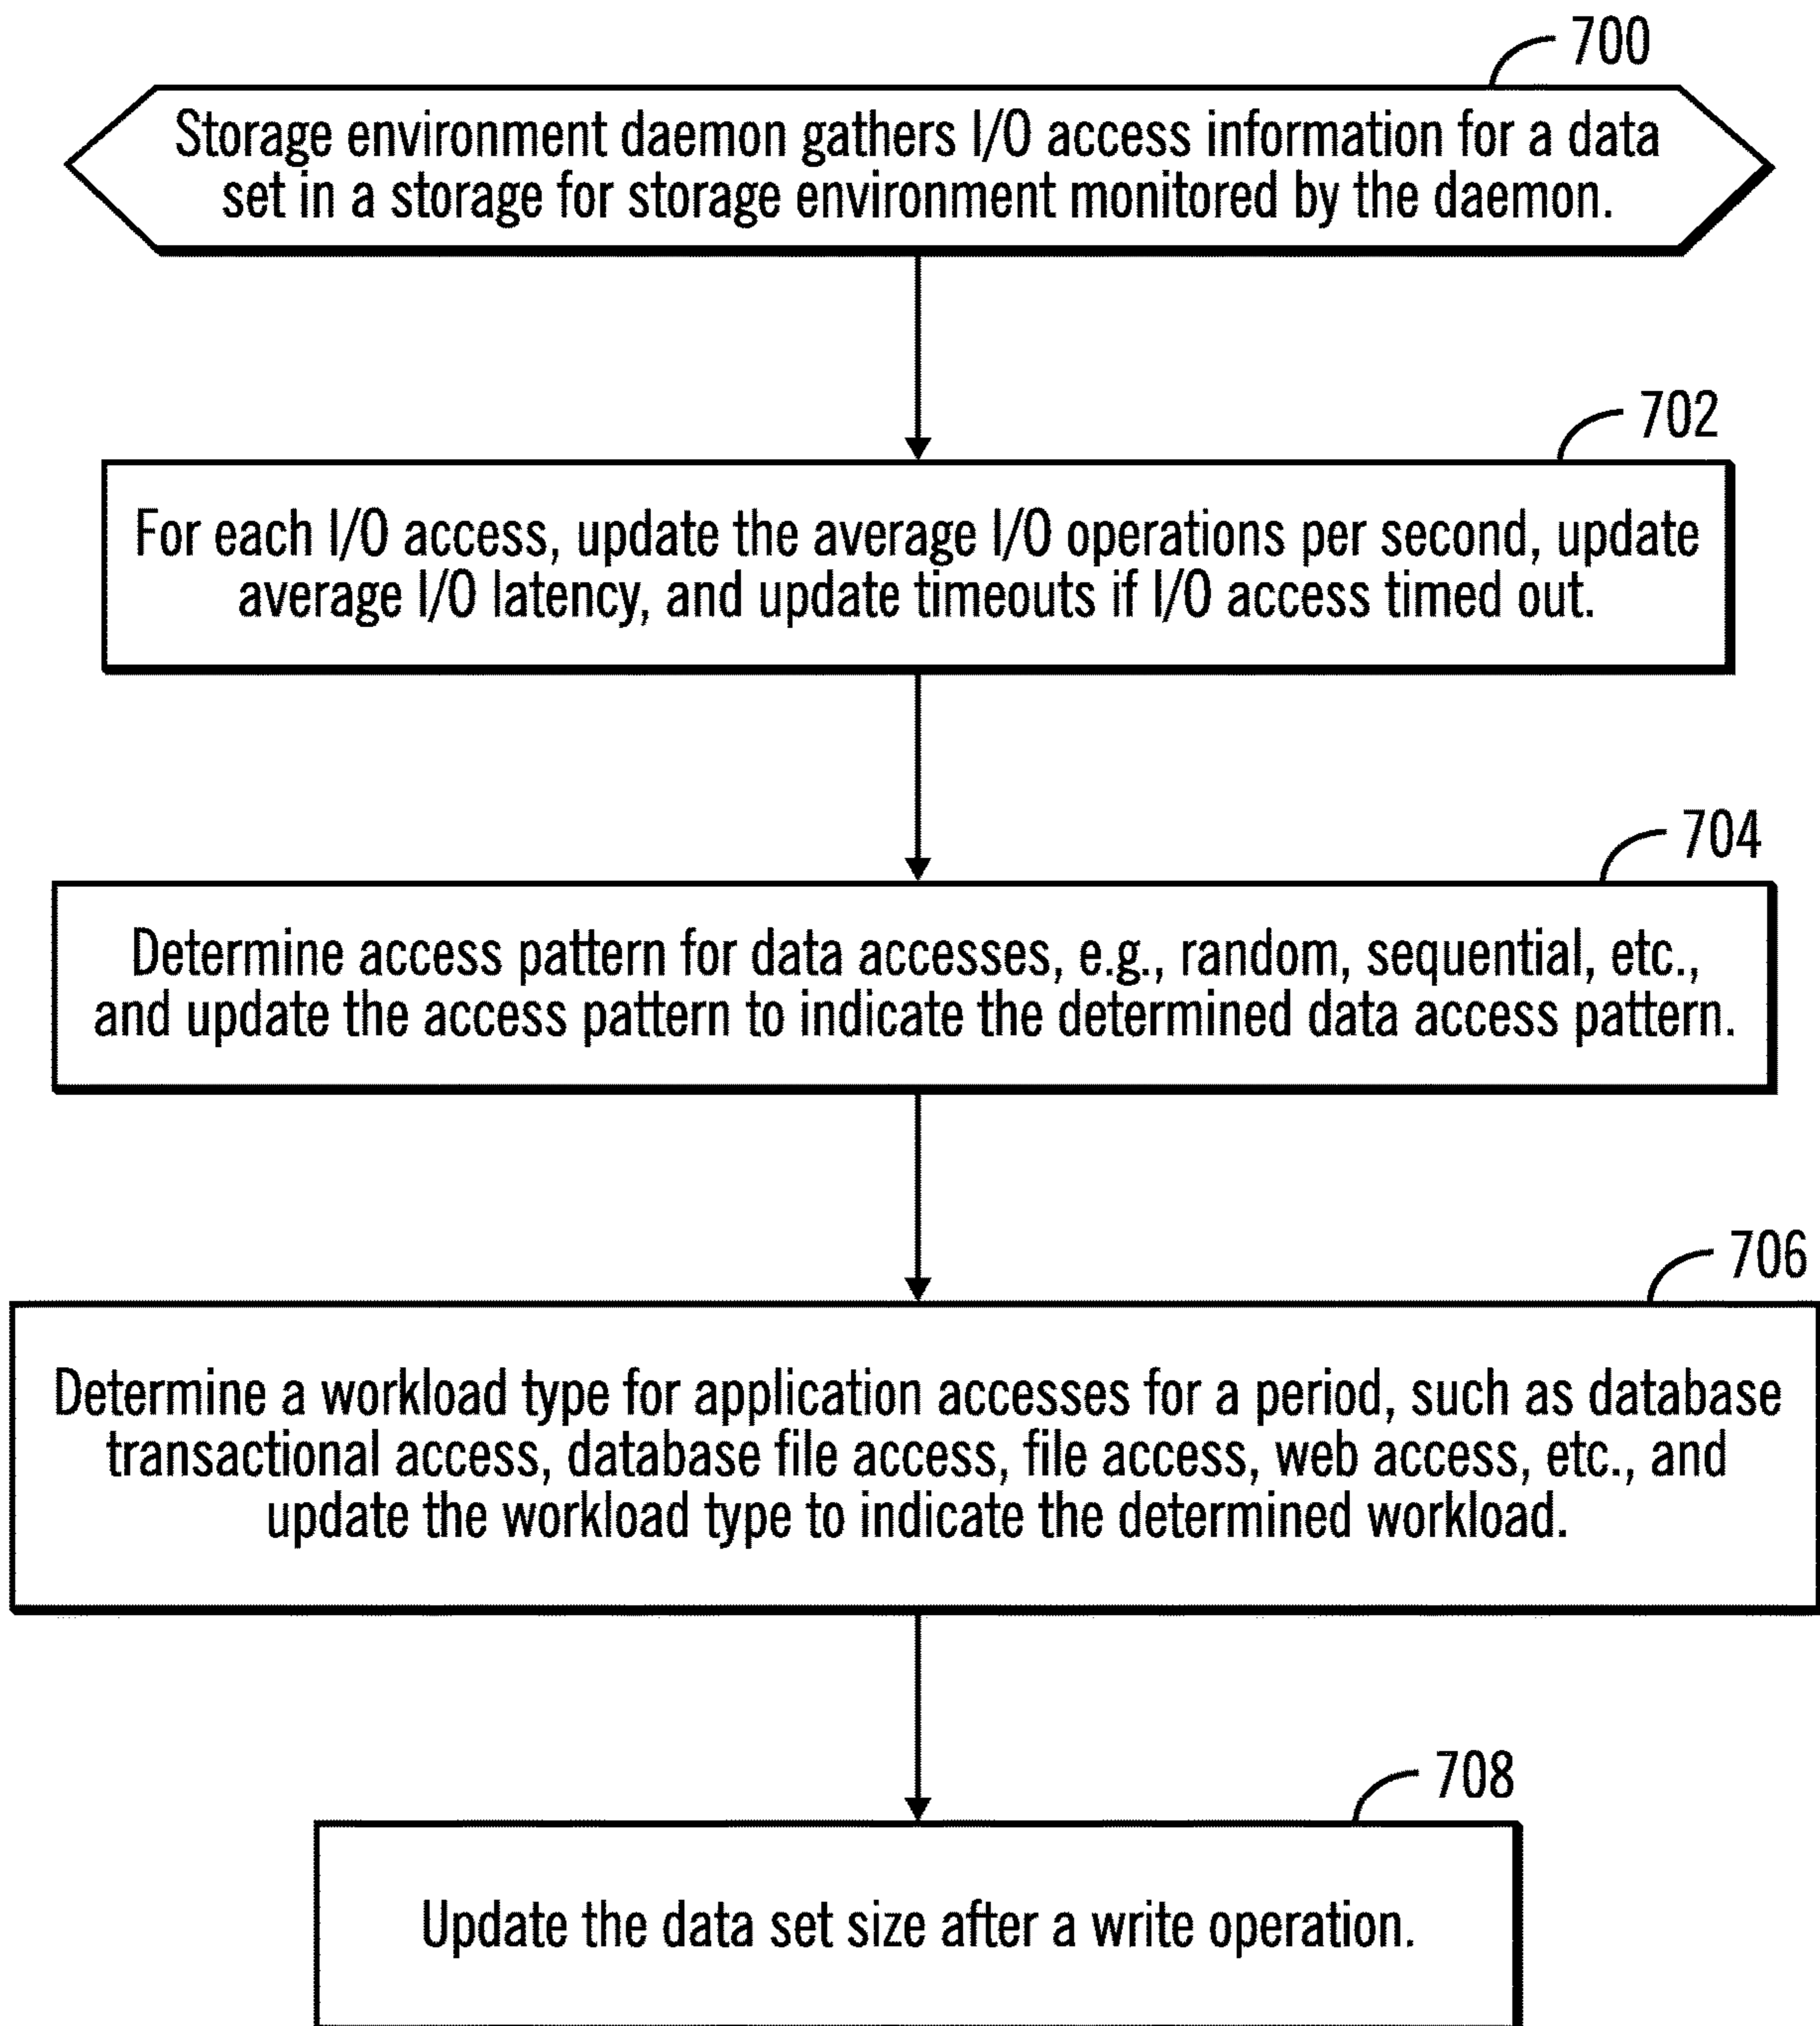 700
Storage environment daemon gathers I/O access information for a data
set in a storage for storage environment monitored by the daemon.
702
For each I/O access, update the average I/O operations per second, update
average I/O latency, and update timeouts if I/O access timed out.
704
Determine access pattern for data accesses, e.g., random, sequential, etc.,
and update the access pattern to indicate the determined data access pattern.
706
Determine a workload type for application accesses for a period, such as database
transactional access, database file access, file access, web access, etc., and
update the workload type to indicate the determined workload.
708
Update the data set size after a write operation.